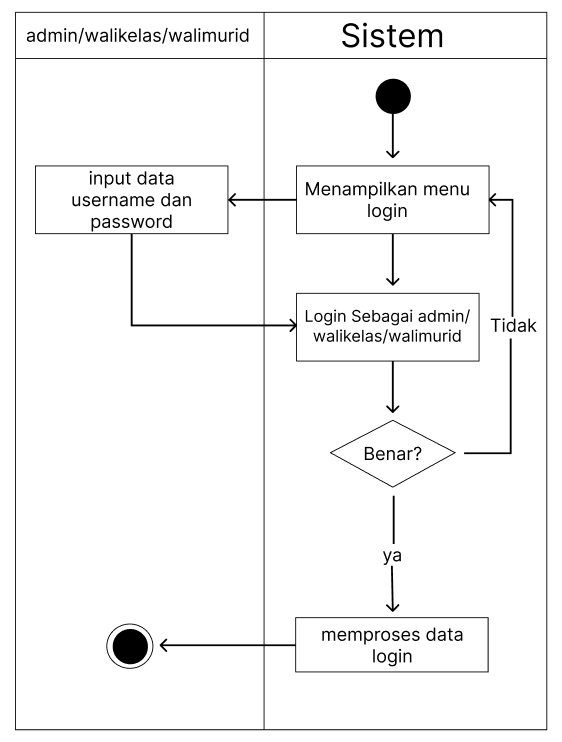 admin/walikelas/walimurid
Sistem
input data
username dan
password
Menampilkan menu
login
Login Sebagai admin/
walikelas/walimurid
Tidak
Benar?
ya
memproses data
login